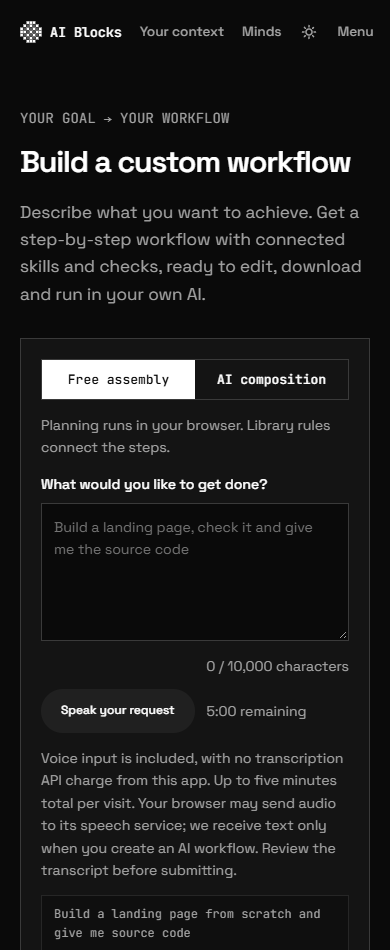 AI Blocks Your context Minds Menu
YOUR GOAL → YOUR WORKFLOW
Build a custom workflow
Describe what you want to achieve. Get a
step-by-step workflow with connected
skills and checks, ready to edit, download
and run in your own AI.
Free assembly AI composition
Planning runs in your browser. Library rules
connect the steps.
What would you like to get done?
Build a landing page, check it and give
me the source code
0 / 10,000 characters
Speak your request 5:00 remaining
Voice input is included, with no transcription
API charge from this app. Up to five minutes
total per visit. Your browser may send audio
to its speech service; we receive text only
when you create an AI workflow. Review the
transcript before submitting.
Build a landing page from scratch and
give me source code